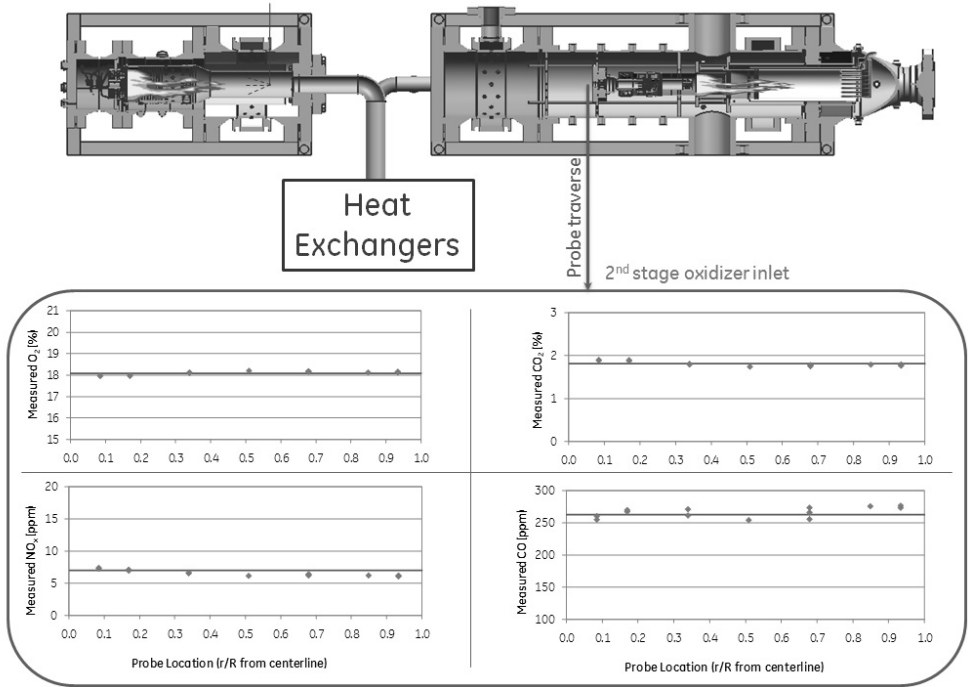 Heat
Exchangers
Probe traverse
2nd stage oxidizer inlet
Measured O2 (%)
21
20
19
18
17
16
15
0.0 0.1 0.2 0.3 0.4 0.5 0.6 0.7 0.8 0.9 1.0
Measured CO2 (%)
3
2
1
0
0.0 0.1 0.2 0.3 0.4 0.5 0.6 0.7 0.8 0.9 1.0
Measured NOx (ppm)
20
15
10
5
0
0.0 0.1 0.2 0.3 0.4 0.5 0.6 0.7 0.8 0.9 1.0
Probe Location (r/R from centerline)
Measured CO (ppm)
300
250
200
150
100
0.0 0.1 0.2 0.3 0.4 0.5 0.6 0.7 0.8 0.9 1.0
Probe Location (r/R from centerline)